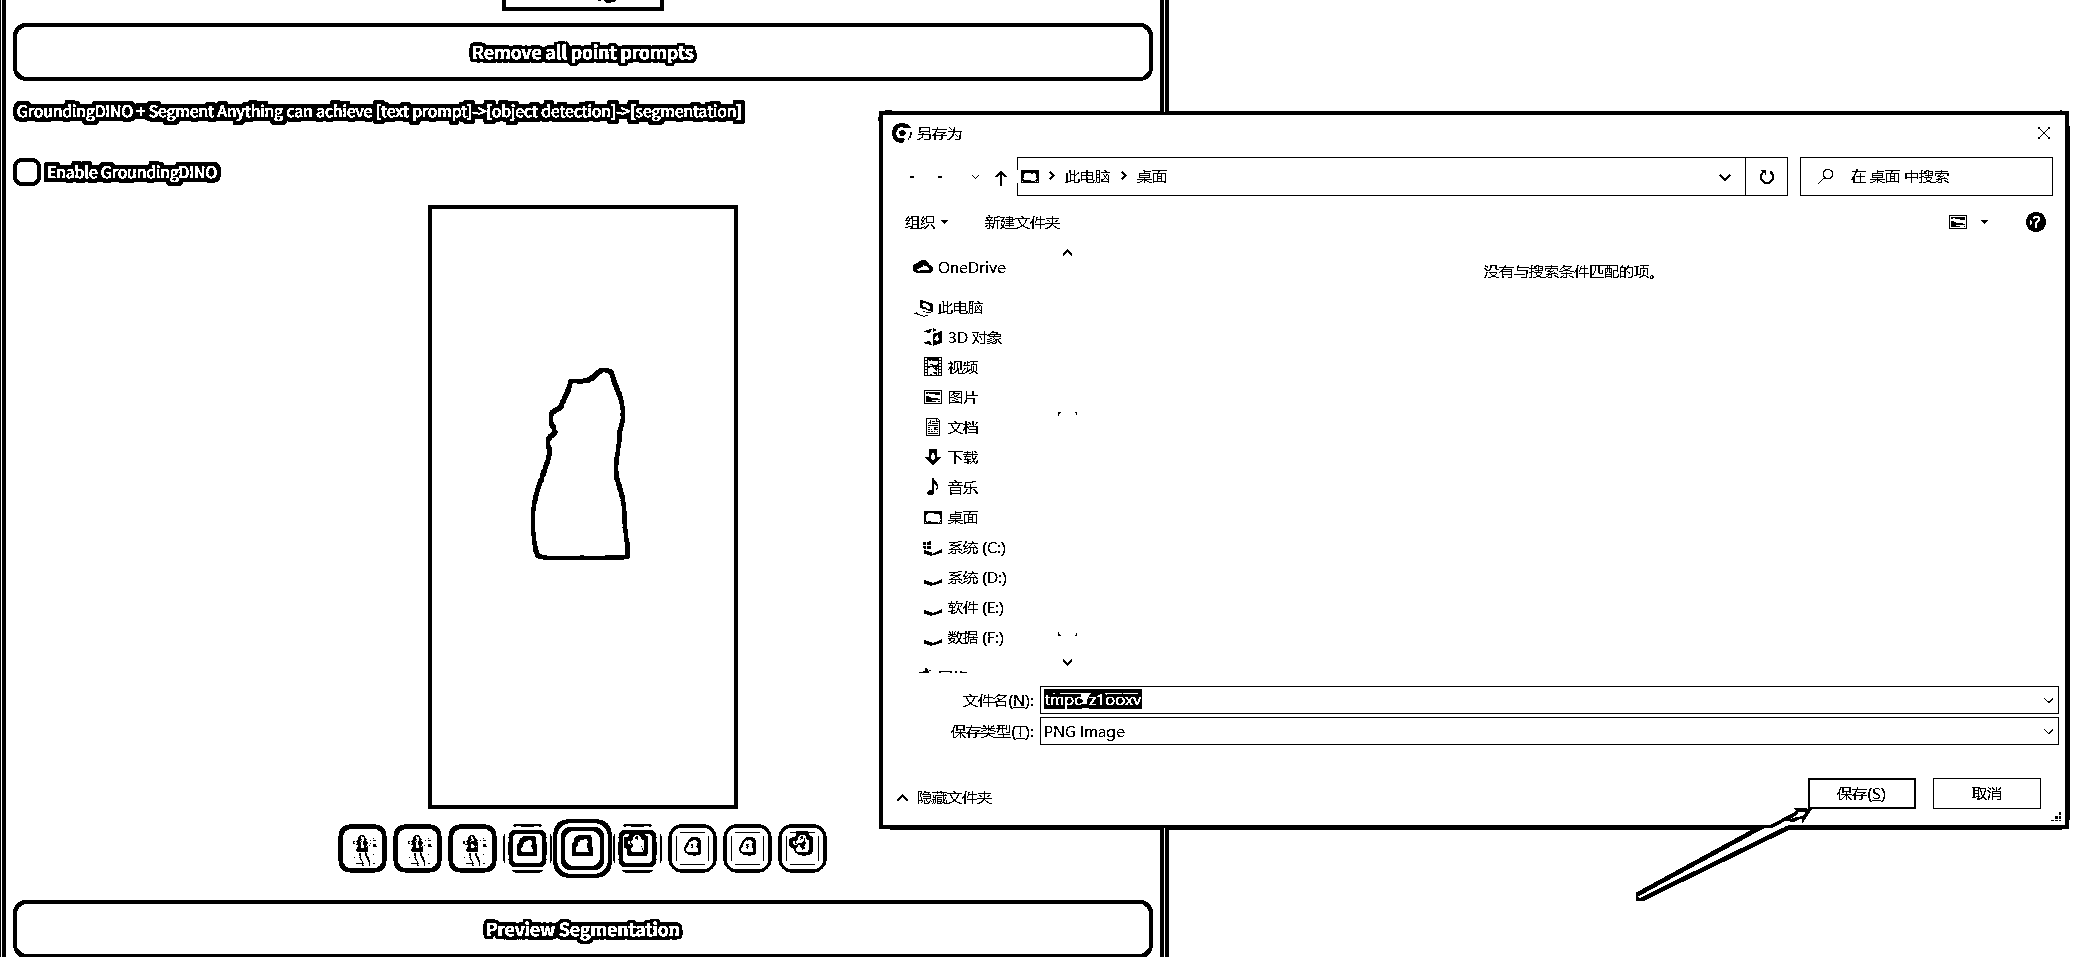 Remove all point prompts
GroundingDINO + Segment Anything can achieve [text prompt]->[object detection]->[segmentation]
Enable GroundingDINO
Preview Segmentation
另存为
此电脑 > 桌面
在 桌面 中搜索
组织
新建文件夹
没有与搜索条件匹配的项。
OneDrive
此电脑
3D 对象
视频
图片
文档
下载
音乐
桌面
系统 (C:)
系统 (D:)
软件 (E:)
数据 (F:)
文件名(N):
保存类型(T): PNG Image
隐藏文件夹
保存(S)
取消